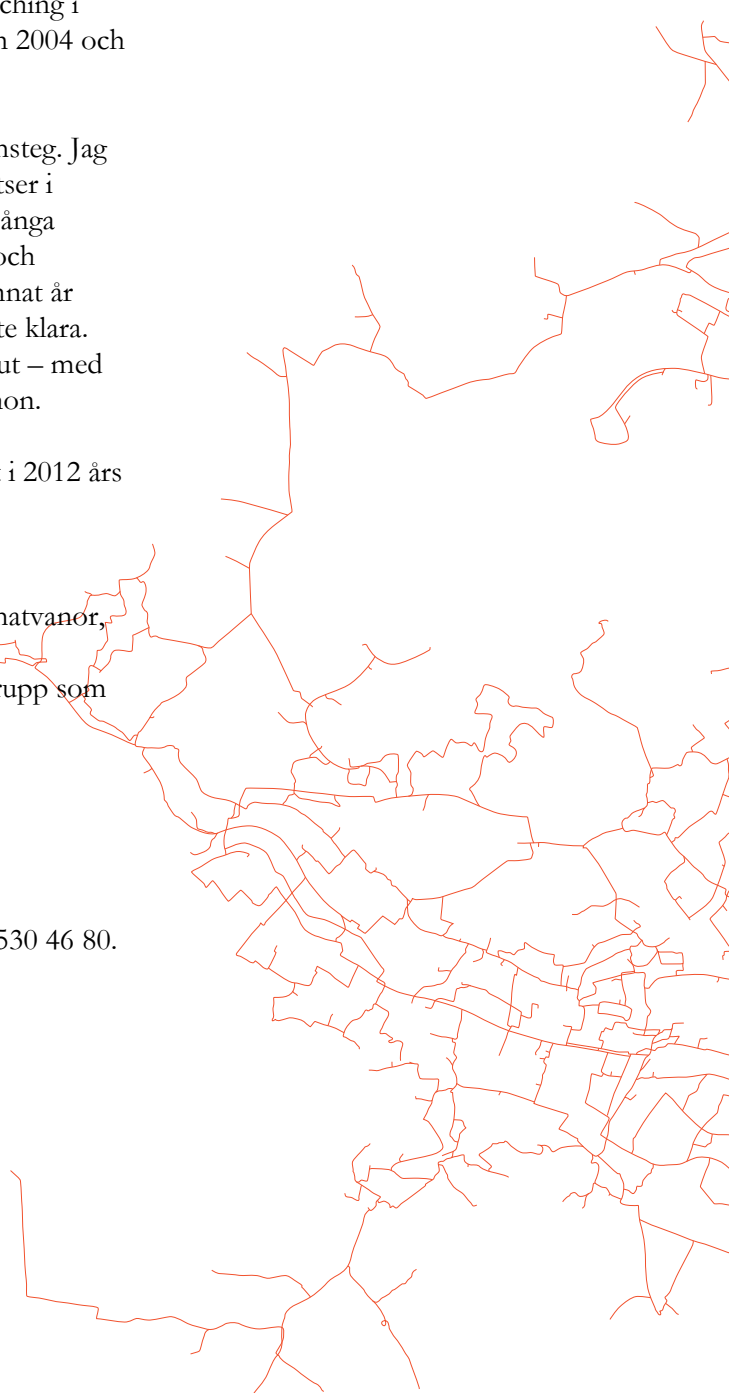 ching i
n 2004 och
nsteg. Jag
tser i
ånga
och
nnat år
te klara.
ut – med
non.
t i 2012 års
natvanor,
rupp som
530 46 80.